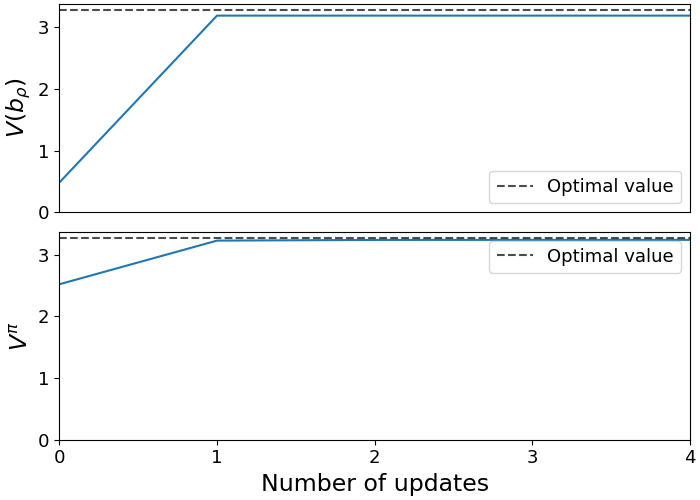 3
2
1
0
V(b_ρ)
Optimal value
3
2
1
0
V^π
Optimal value
0 1 2 3 4
Number of updates